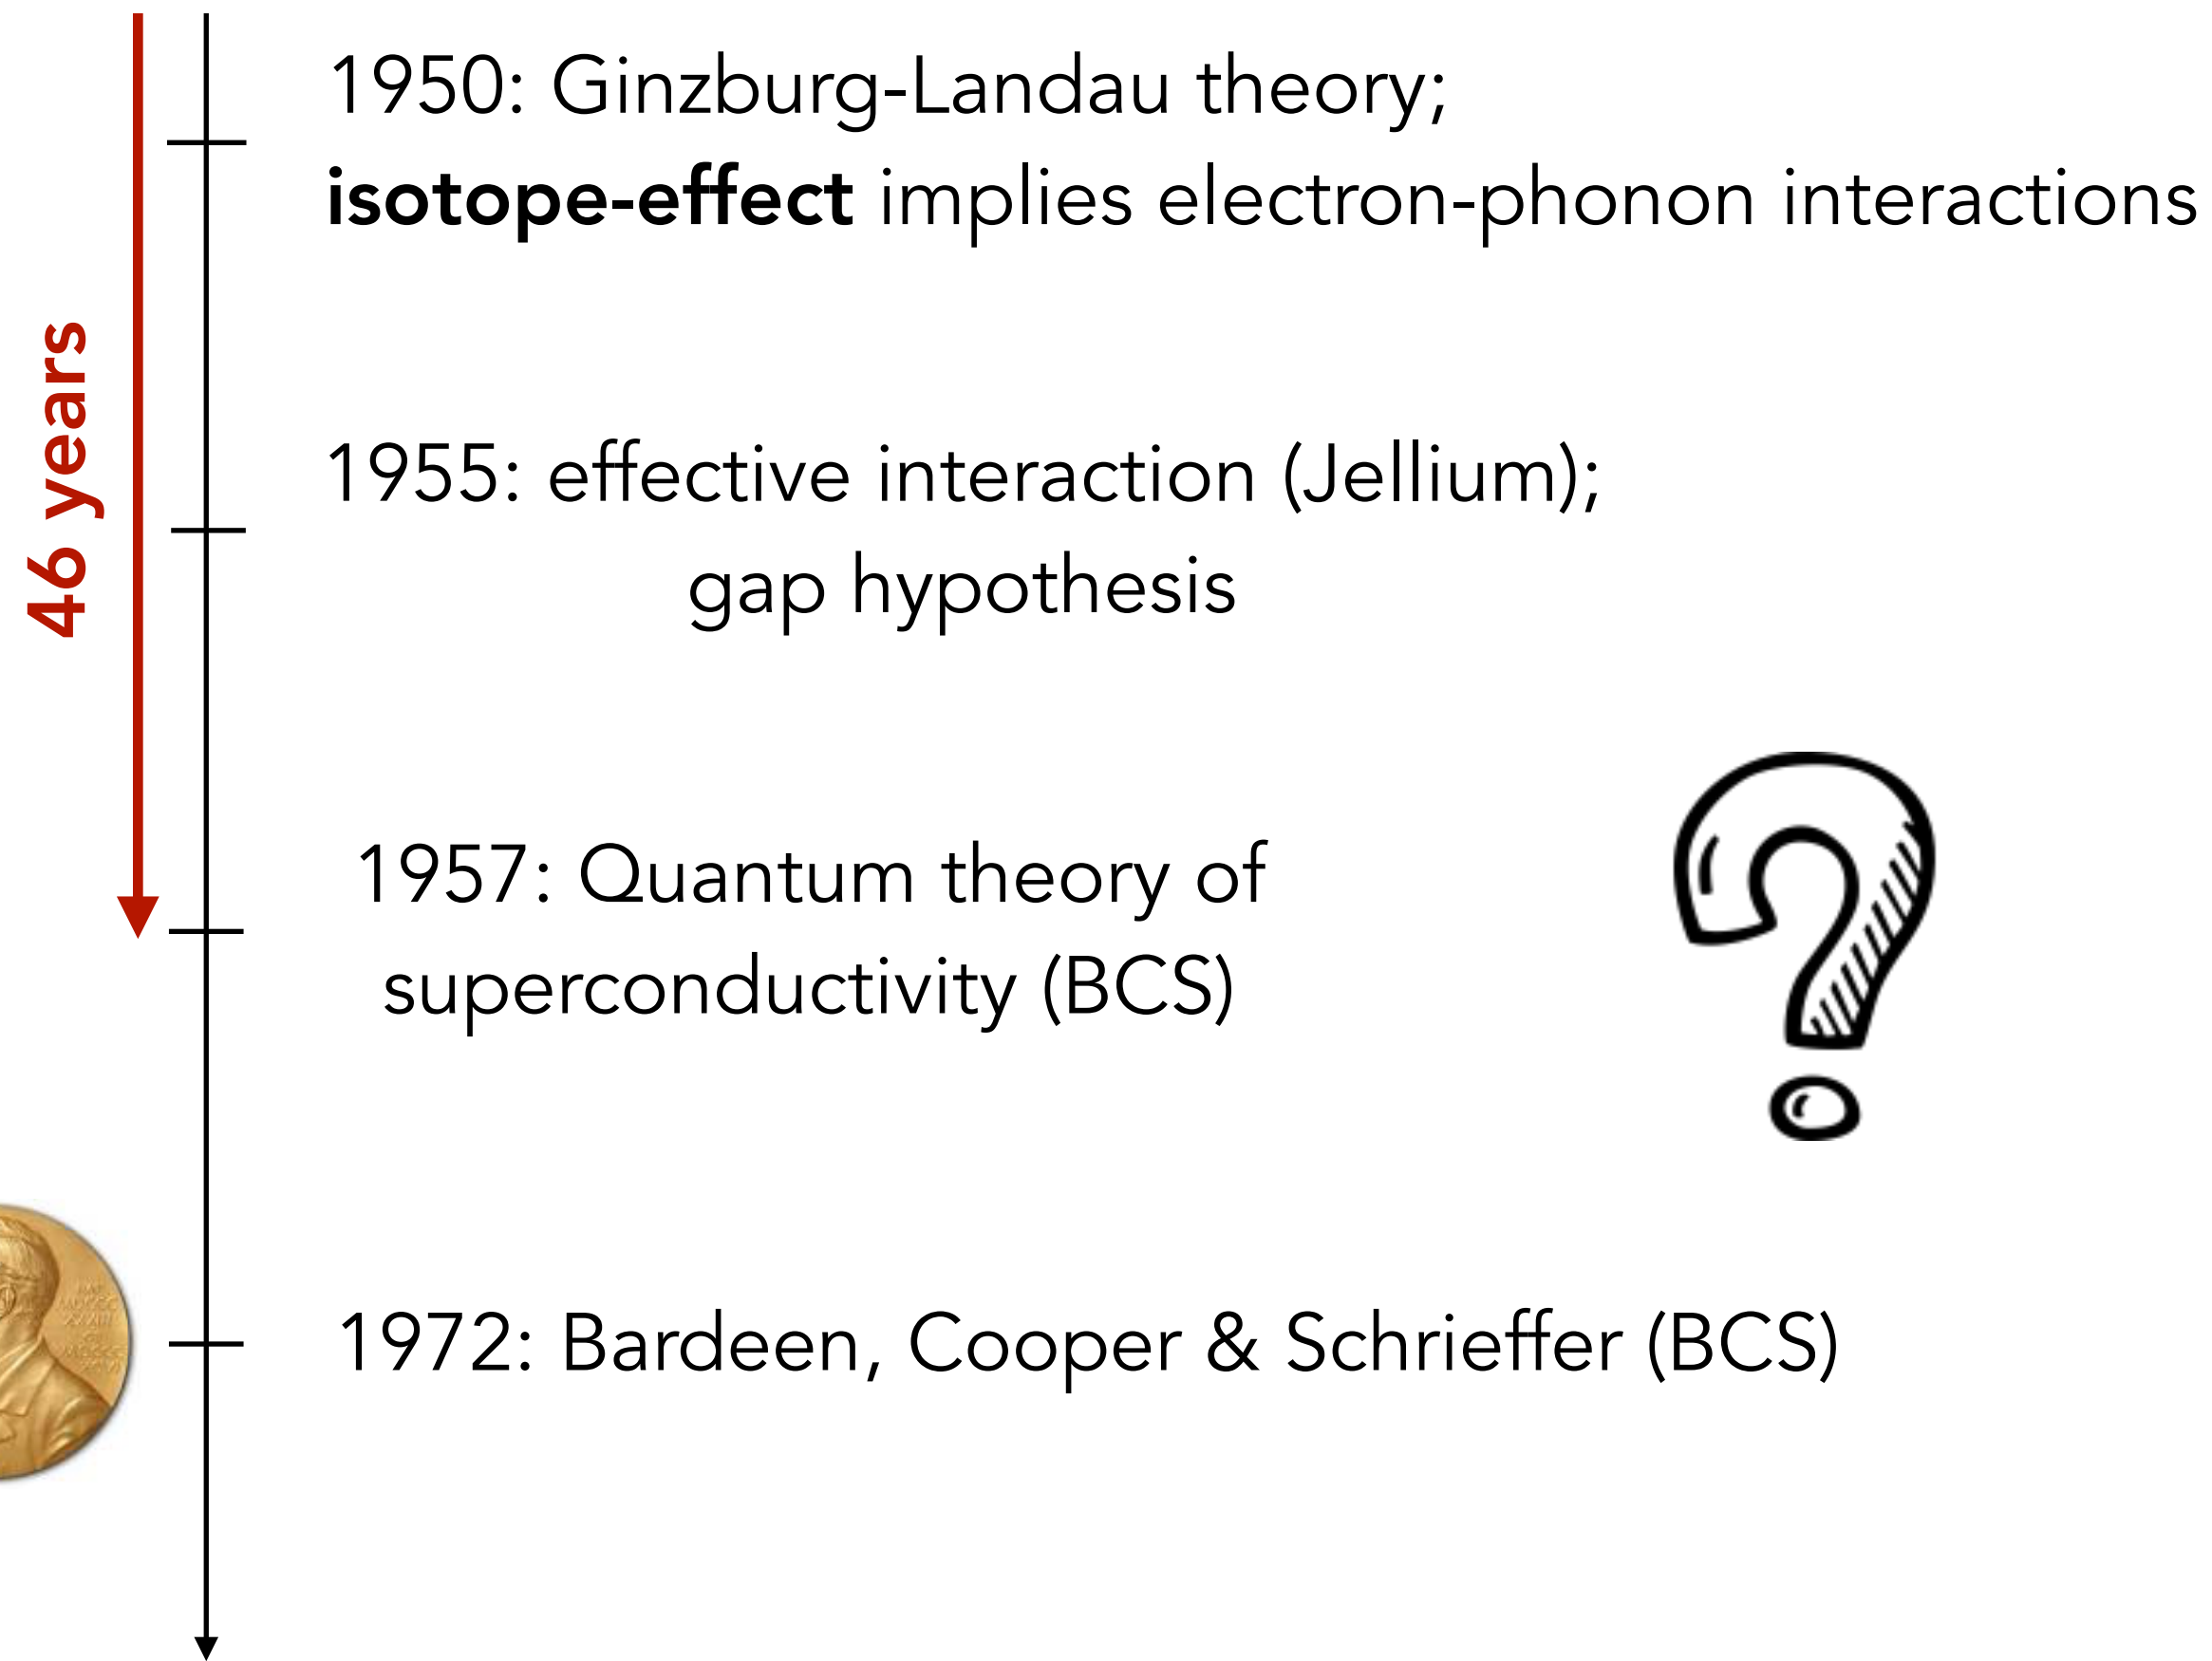 1950: Ginzburg-Landau theory;
isotope-effect implies electron-phonon interactions
46 years
1955: effective interaction (Jellium);
gap hypothesis
1957: Quantum theory of
superconductivity (BCS)
1972: Bardeen, Cooper & Schrieffer (BCS)